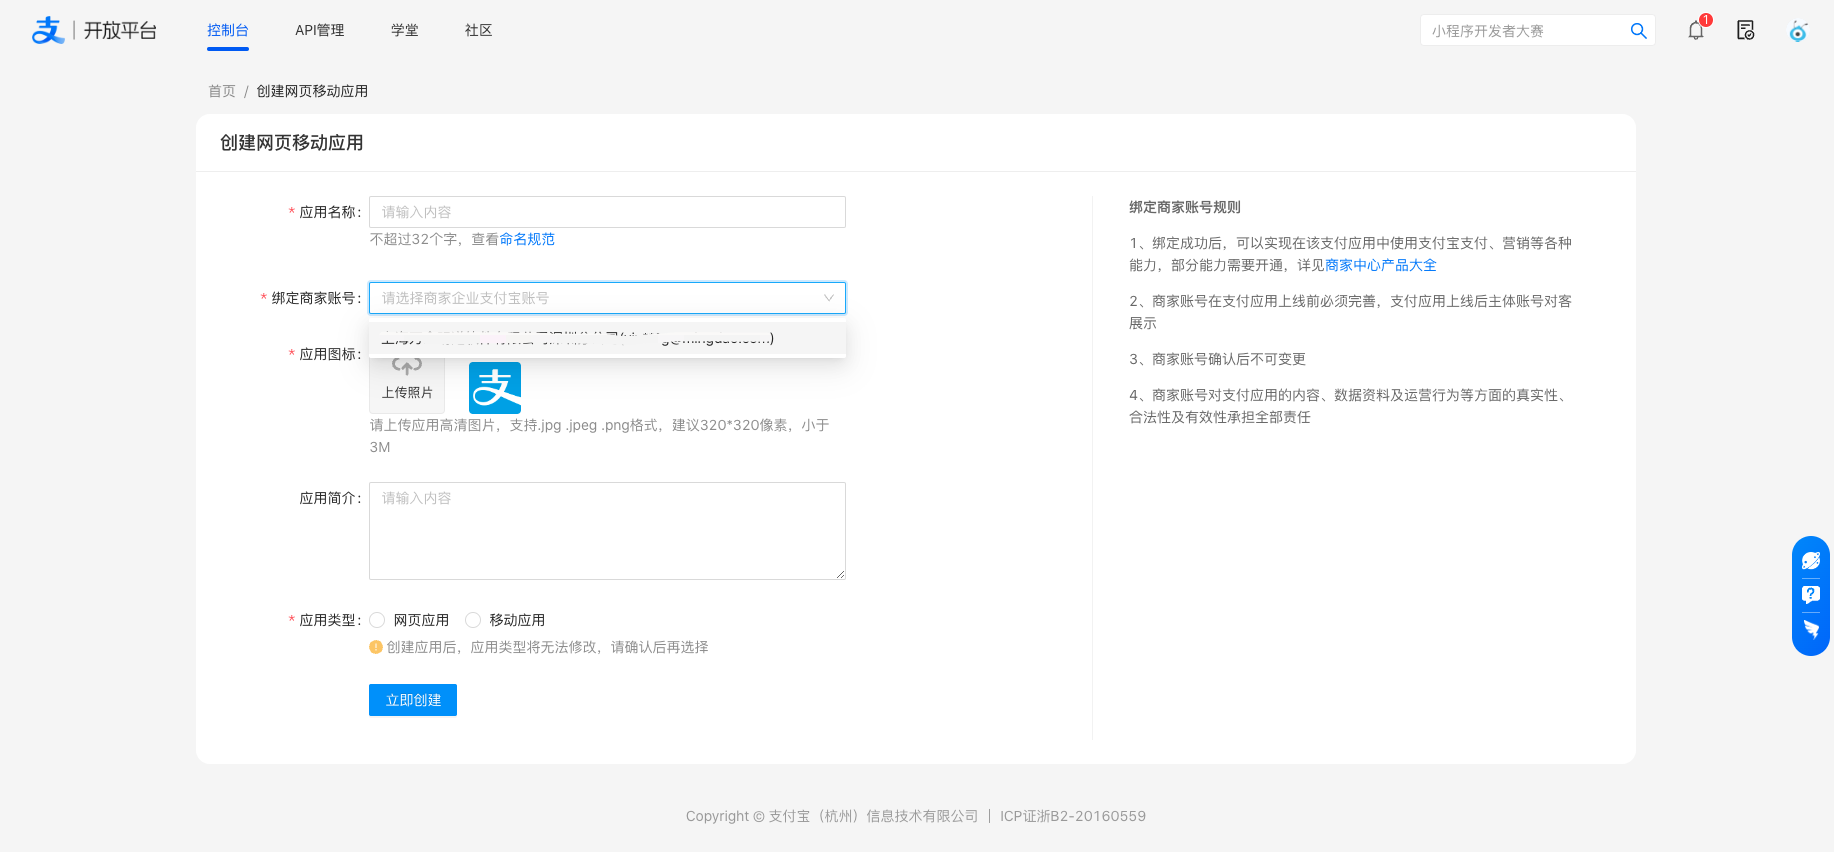 支 开放平台 控制台 API管理 学堂 社区 小程序开发者大赛 1
首页 / 创建网页移动应用
创建网页移动应用
* 应用名称: 请输入内容
不超过32个字，查看命名规范
* 绑定商家账号: 请选择商家企业支付宝账号
* 应用图标:
上传照片
支
请上传应用高清图片，支持.jpg .jpeg .png格式，建议320*320像素，小于
3M
应用简介: 请输入内容
* 应用类型: 网页应用 移动应用
创建应用后，应用类型将无法修改，请确认后再选择
立即创建
绑定商家账号规则
1、绑定成功后，可以实现在该支付应用中使用支付宝支付、营销等各种
能力，部分能力需要开通，详见商家中心产品大全
2、商家账号在支付应用上线前必须完善，支付应用上线后主体账号对客
展示
3、商家账号确认后不可变更
4、商家账号对支付应用的内容、数据资料及运营行为等方面的真实性、
合法性及有效性承担全部责任
Copyright © 支付宝（杭州）信息技术有限公司 | ICP证浙B2-20160559